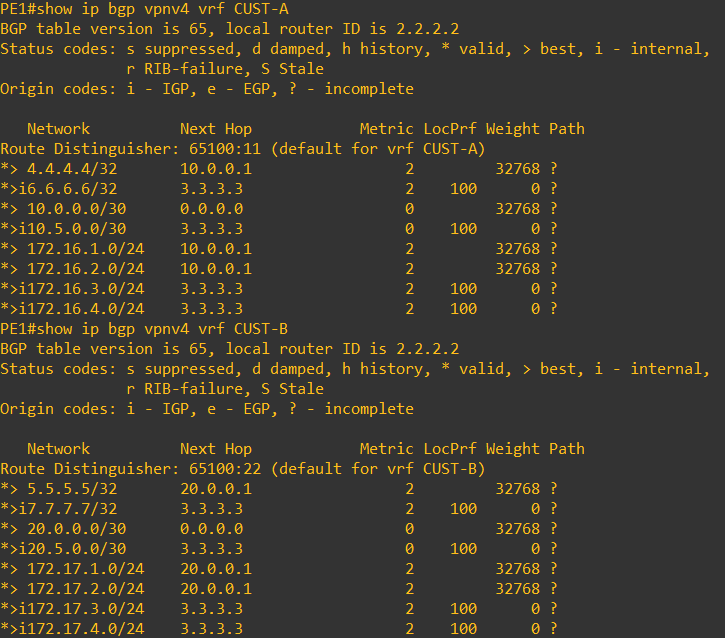 PE1#show ip bgp vpnv4 vrf CUST-A
BGP table version is 65, local router ID is 2.2.2.2
Status codes: s suppressed, d damped, h history, * valid, > best, i - internal,
              r RIB-failure, S Stale
Origin codes: i - IGP, e - EGP, ? - incomplete

   Network          Next Hop            Metric LocPrf Weight Path
Route Distinguisher: 65100:11 (default for vrf CUST-A)
*> 4.4.4.4/32       10.0.0.1                 2         32768 ?
*>i6.6.6.6/32       3.3.3.3                  2    100      0 ?
*> 10.0.0.0/30      0.0.0.0                  0         32768 ?
*>i10.5.0.0/30      3.3.3.3                  0    100      0 ?
*> 172.16.1.0/24    10.0.0.1                 2         32768 ?
*> 172.16.2.0/24    10.0.0.1                 2         32768 ?
*>i172.16.3.0/24    3.3.3.3                  2    100      0 ?
*>i172.16.4.0/24    3.3.3.3                  2    100      0 ?
PE1#show ip bgp vpnv4 vrf CUST-B
BGP table version is 65, local router ID is 2.2.2.2
Status codes: s suppressed, d damped, h history, * valid, > best, i - internal,
              r RIB-failure, S Stale
Origin codes: i - IGP, e - EGP, ? - incomplete

   Network          Next Hop            Metric LocPrf Weight Path
Route Distinguisher: 65100:22 (default for vrf CUST-B)
*> 5.5.5.5/32       20.0.0.1                 2         32768 ?
*>i7.7.7.7/32       3.3.3.3                  2    100      0 ?
*> 20.0.0.0/30      0.0.0.0                  0         32768 ?
*>i20.5.0.0/30      3.3.3.3                  0    100      0 ?
*> 172.17.1.0/24    20.0.0.1                 2         32768 ?
*> 172.17.2.0/24    20.0.0.1                 2         32768 ?
*>i172.17.3.0/24    3.3.3.3                  2    100      0 ?
*>i172.17.4.0/24    3.3.3.3                  2    100      0 ?